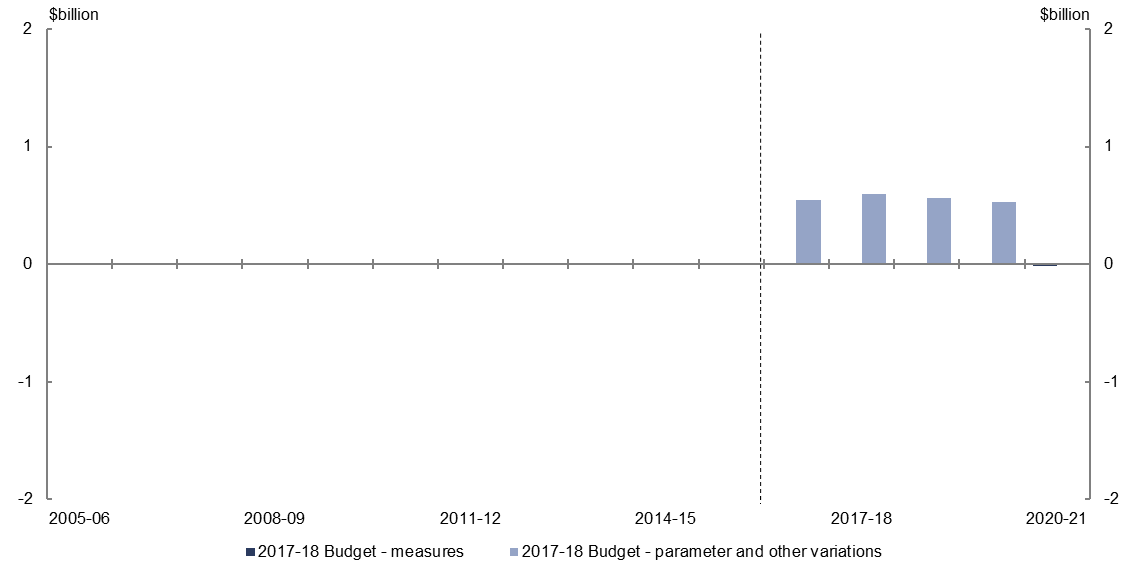 $billion $billion
2 2
1 1
0 0
-1 -1
-2 -2
2005-06 2008-09 2011-12 2014-15 2017-18 2020-21
2017-18 Budget - measures 2017-18 Budget - parameter and other variations